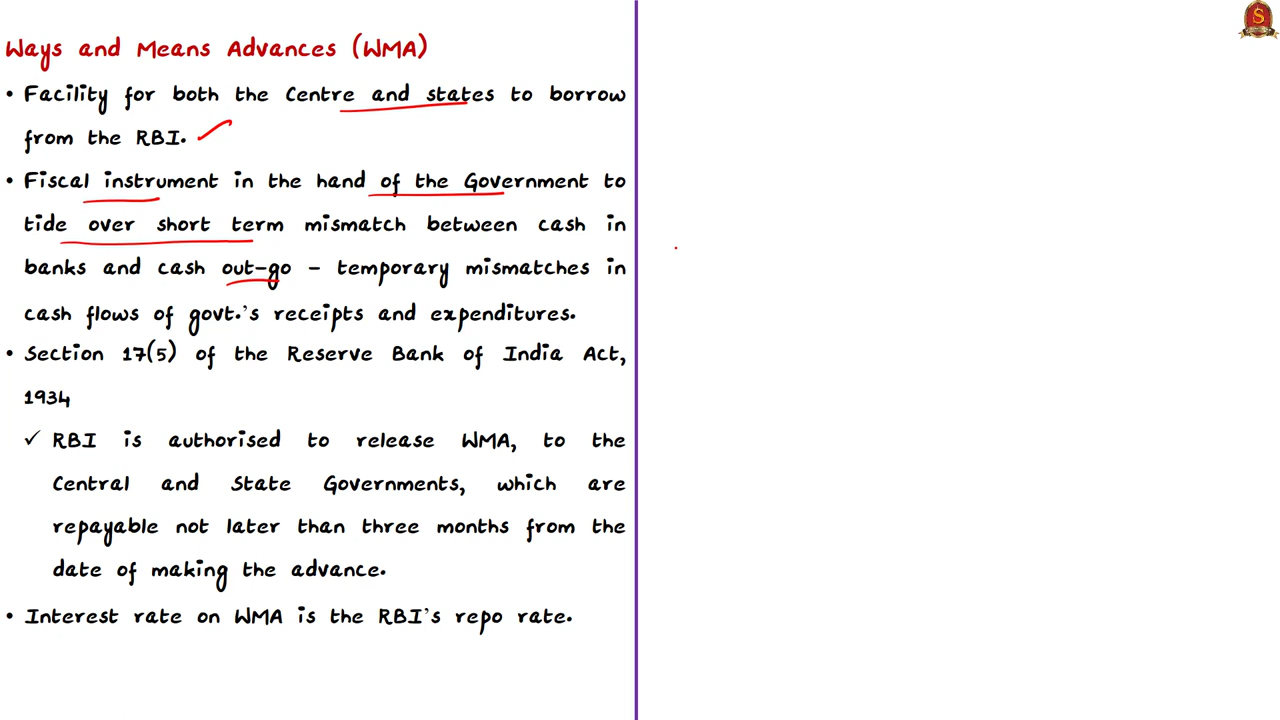 Ways and Means Advances (WMA)
• Facility for both the Centre and states to borrow
from the RBI.
• Fiscal instrument in the hand of the Government to
tide over short term mismatch between cash in
banks and cash out-go – temporary mismatches in
cash flows of govt.'s receipts and expenditures.
• Section 17(5) of the Reserve Bank of India Act,
1934
✓ RBI is authorised to release WMA, to the
Central and State Governments, which are
repayable not later than three months from the
date of making the advance.
• Interest rate on WMA is the RBI's repo rate.
S